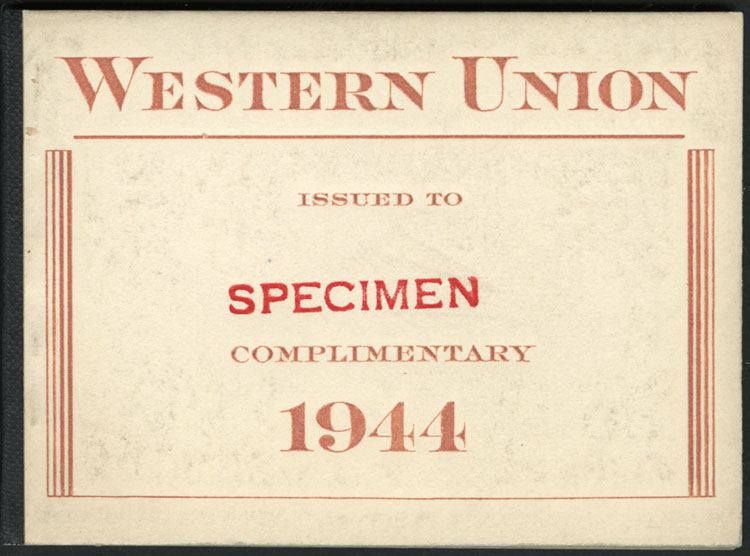 WESTERN UNION
ISSUED TO
SPECIMEN
COMPLIMENTARY
1944